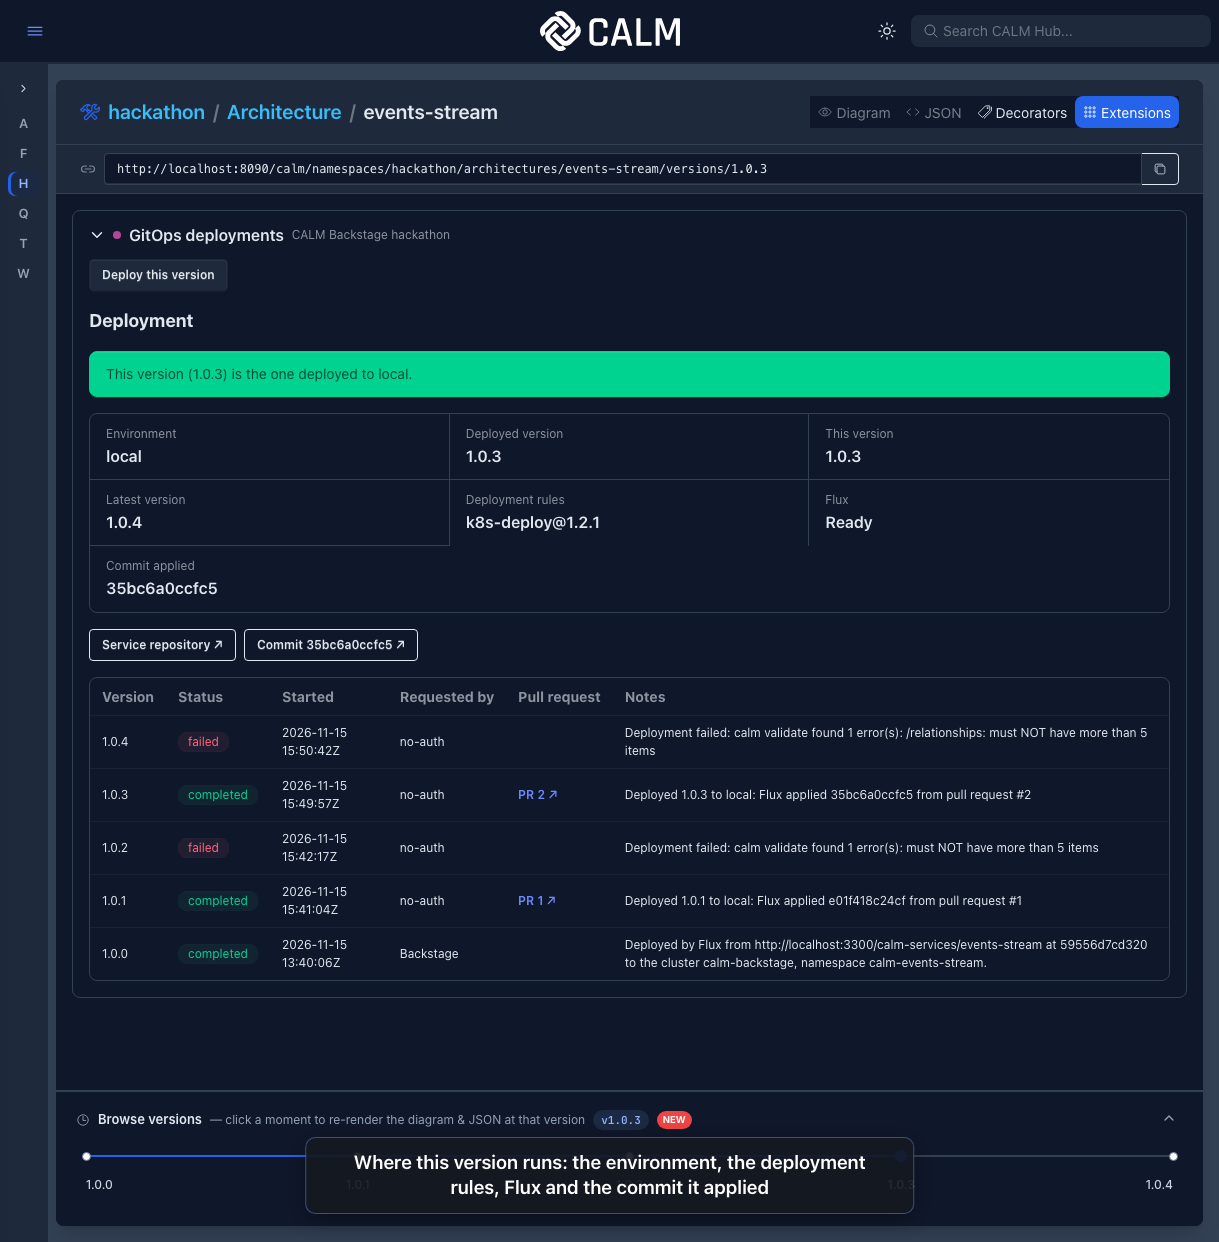 CALM
Search CALM Hub...
A
F
H
Q
T
W
hackathon / Architecture / events-stream
Diagram
JSON
Decorators
Extensions
http://localhost:8090/calm/namespaces/hackathon/architectures/events-stream/versions/1.0.3
GitOps deployments CALM Backstage hackathon
Deploy this version
Deployment
This version (1.0.3) is the one deployed to local.
Environment
local
Deployed version
1.0.3
This version
1.0.3
Latest version
1.0.4
Deployment rules
k8s-deploy@1.2.1
Flux
Ready
Commit applied
35bc6a0ccfc5
Service repository ↗
Commit 35bc6a0ccfc5 ↗
Version Status Started Requested by Pull request Notes
1.0.4 failed 2026-11-15 15:50:42Z no-auth Deployment failed: calm validate found 1 error(s): /relationships: must NOT have more than 5 items
1.0.3 completed 2026-11-15 15:49:57Z no-auth PR 2 ↗ Deployed 1.0.3 to local: Flux applied 35bc6a0ccfc5 from pull request #2
1.0.2 failed 2026-11-15 15:42:17Z no-auth Deployment failed: calm validate found 1 error(s): must NOT have more than 5 items
1.0.1 completed 2026-11-15 15:41:04Z no-auth PR 1 ↗ Deployed 1.0.1 to local: Flux applied e01f418c24cf from pull request #1
1.0.0 completed 2026-11-15 13:40:06Z Backstage Deployed by Flux from http://localhost:3300/calm-services/events-stream at 59556d7cd320 to the cluster calm-backstage, namespace calm-events-stream.
Browse versions — click a moment to re-render the diagram & JSON at that version v1.0.3 NEW
Where this version runs: the environment, the deployment
rules, Flux and the commit it applied
1.0.0
1.0.1
1.0.3
1.0.4